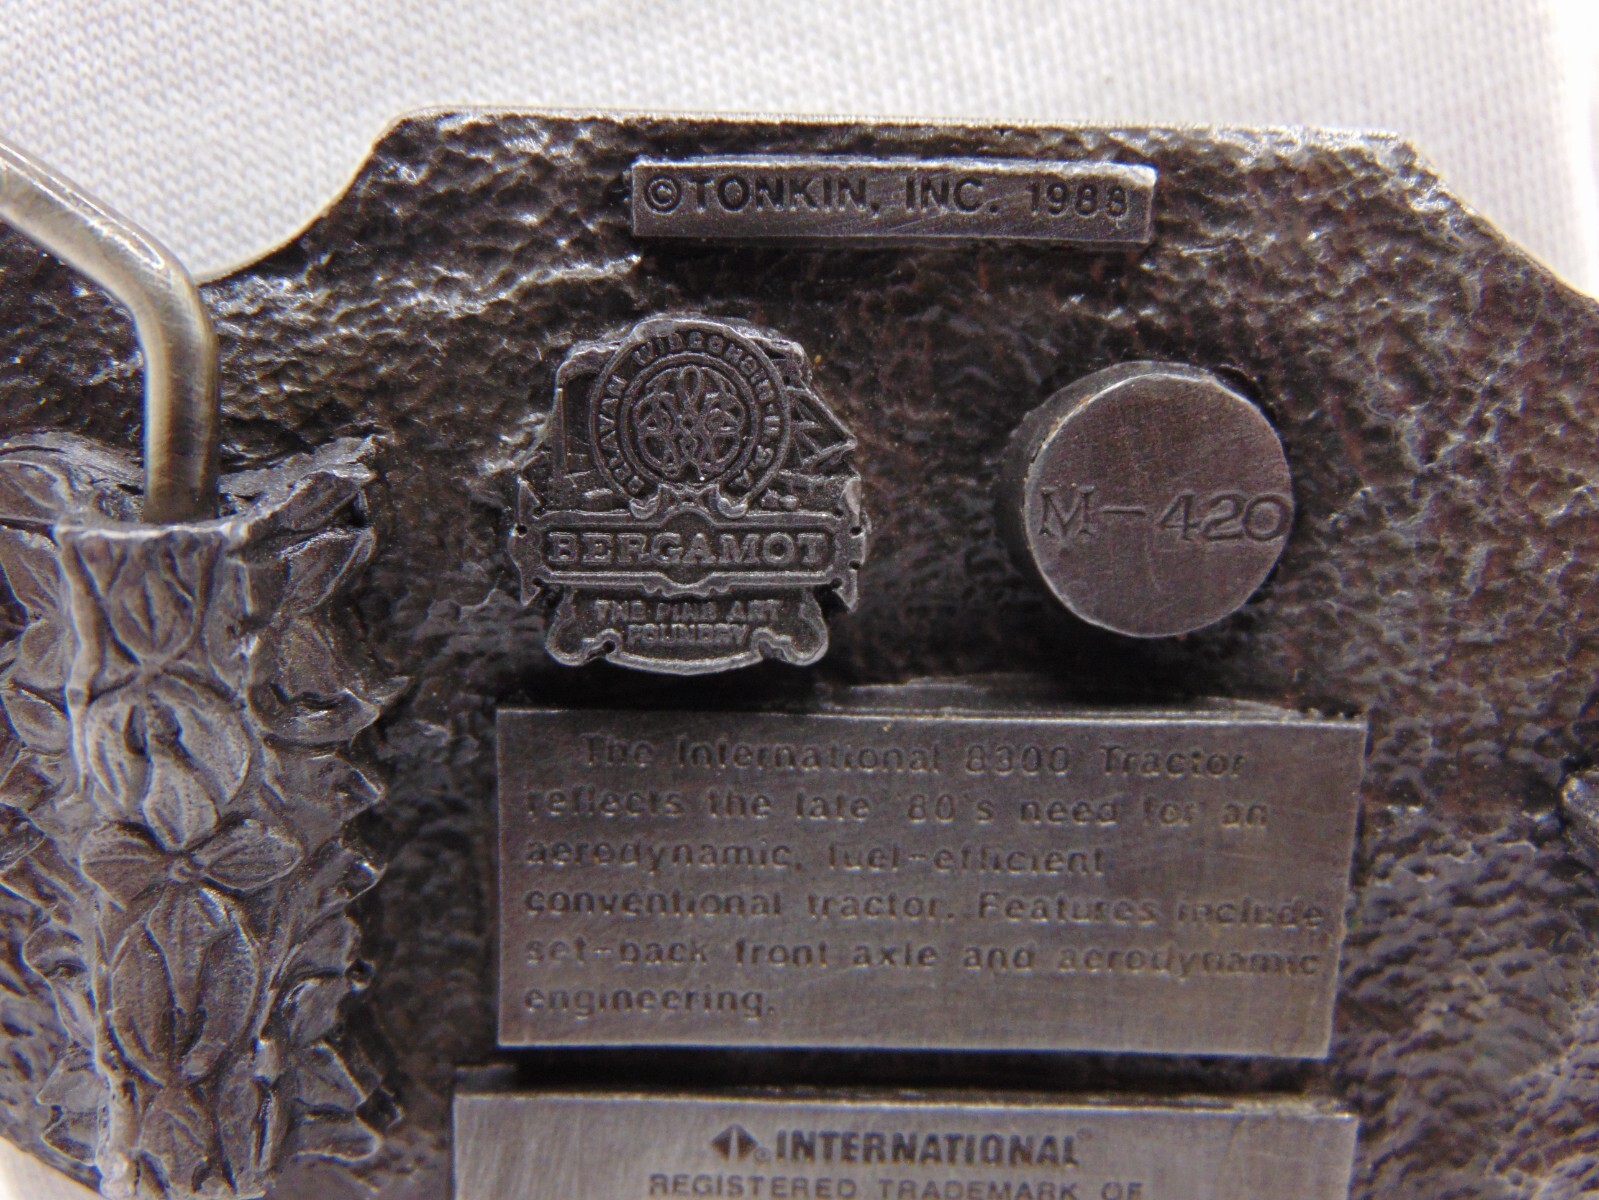 ©TONKIN, INC. 1988
DELAVAN WISCONSIN U.S.A.
BERGAMOT
THE FINE ART
FOUNDRY
M-420
The International 8300 Tractor
reflects the late '80's need for an
aerodynamic, fuel-efficient
conventional tractor. Features include
set-back front axle and aerodynamic
engineering.
®INTERNATIONAL
REGISTERED TRADEMARK OF